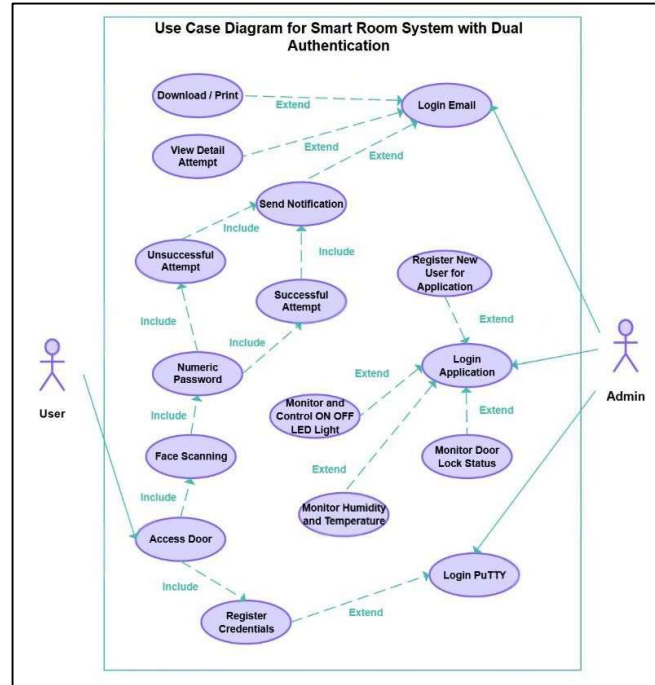 Use Case Diagram for Smart Room System with Dual
Authentication
Download / Print
Extend
Login Email
View Detail
Attempt
Extend
Extend
Send Notification
Include
Include
Unsuccessful
Attempt
Register New
User for
Application
Successful
Attempt
Extend
Include
Include
Login
Application
Numeric
Password
Extend
User
Admin
Monitor and
Control ON OFF
LED Light
Extend
Include
Face Scanning
Monitor Door
Lock Status
Extend
Include
Monitor Humidity
and Temperature
Access Door
Login PuTTY
Include
Extend
Register
Credentials